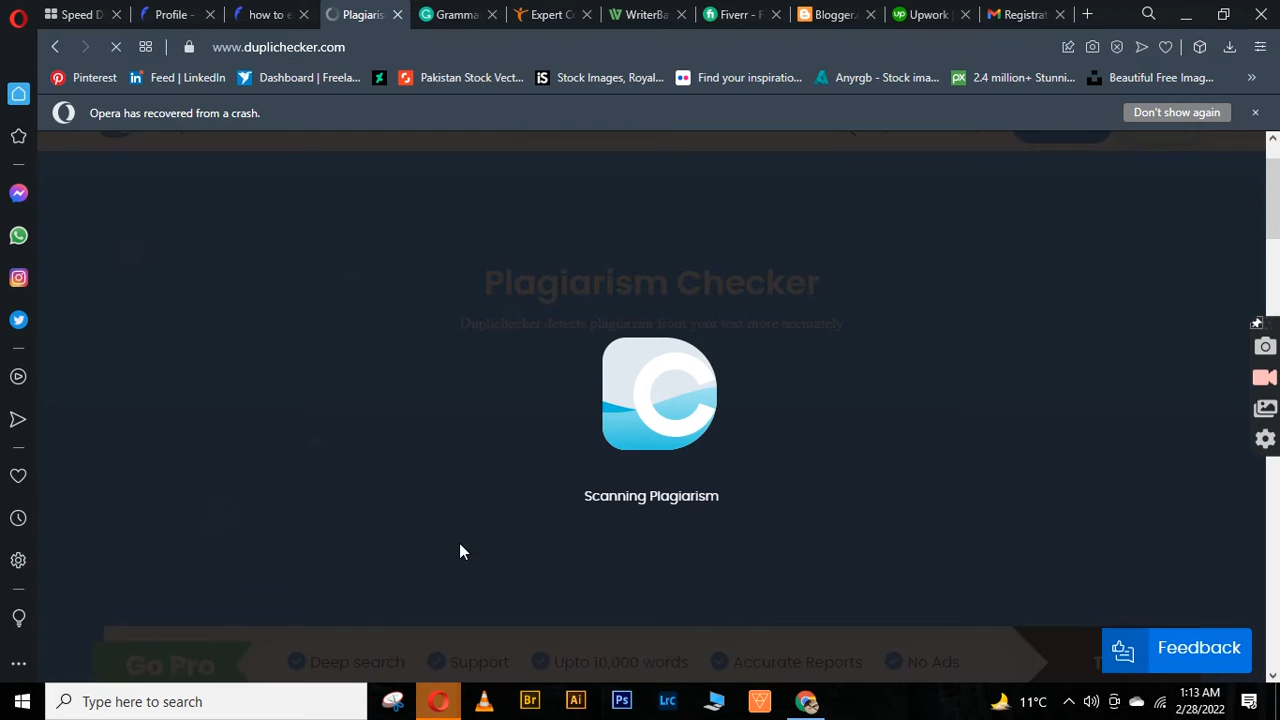 Speed D
Profile -
how to e
Plagiaris
Grammar
Expert Co
WriterBa
Fiverr - F
Blogger.
Upwork |
Registrat
www.duplichecker.com
Pinterest
Feed | LinkedIn
Dashboard | Freela...
Pakistan Stock Vect...
Stock Images, Royal...
Find your inspiratio...
Anyrgb - Stock ima...
2.4 million+ Stunni...
Beautiful Free Imag...
Opera has recovered from a crash.
Don't show again
Plagiarism Checker
Duplichecker detects plagiarism from your text more accurately
Scanning Plagiarism
Go Pro
Deep search
Support
Upto 10,000 words
Accurate Reports
No Ads
Feedback
Type here to search
11°C
1:13 AM
2/28/2022